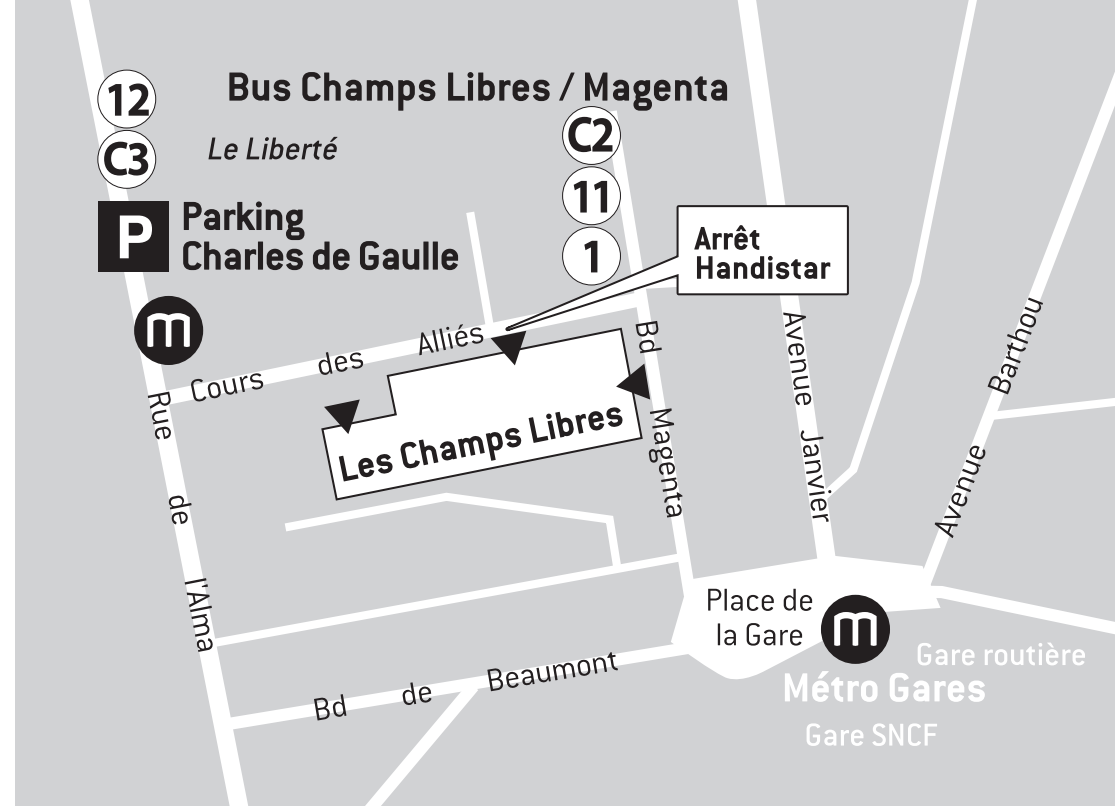 Bus Champs Libres / Magenta
12
C3
Le Liberté
C2
11
1
P
Parking
Charles de Gaulle
Arrêt
Handistar
m
Cours des Alliés
Bd Magenta
Avenue Janvier
Avenue Barthou
Rue de l'Alma
Les Champs Libres
Place de
la Gare
m
Gare routière
Métro Gares
Gare SNCF
Bd de Beaumont